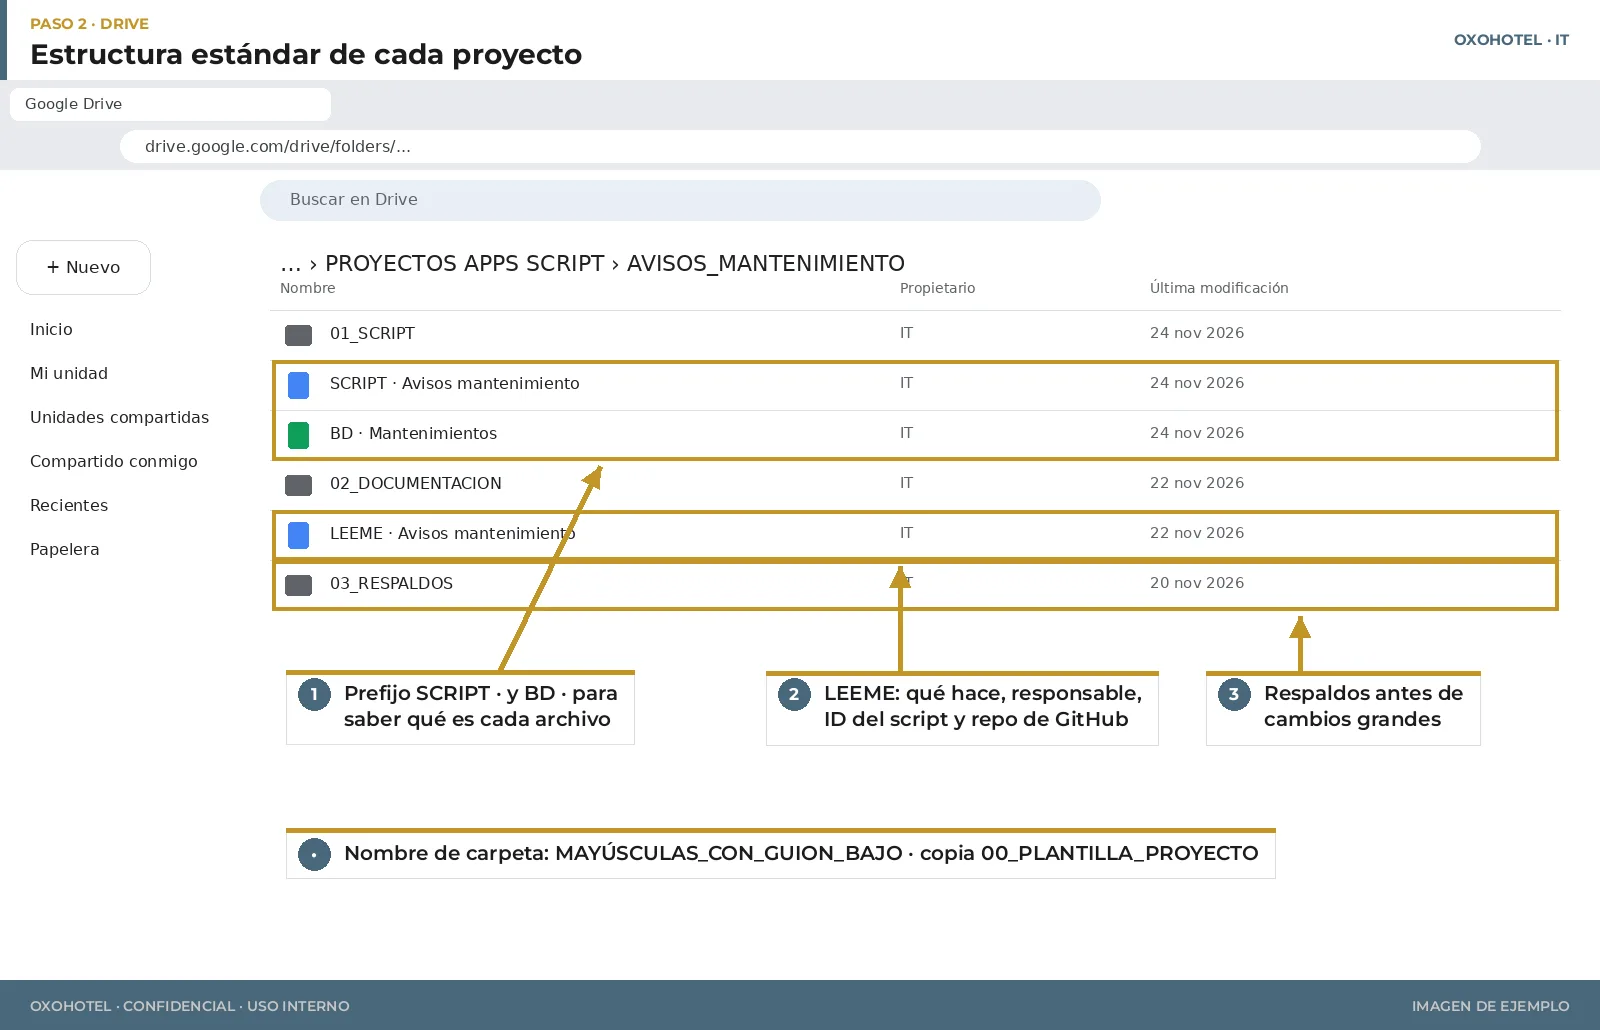 PASO 2 · DRIVE
Estructura estándar de cada proyecto
OXOHOTEL · IT
Google Drive
drive.google.com/drive/folders/...
Buscar en Drive
+ Nuevo
Inicio
Mi unidad
Unidades compartidas
Compartido conmigo
Recientes
Papelera
... › PROYECTOS APPS SCRIPT › AVISOS_MANTENIMIENTO
Nombre Propietario Última modificación
01_SCRIPT IT 24 nov 2026
SCRIPT · Avisos mantenimiento IT 24 nov 2026
BD · Mantenimientos IT 24 nov 2026
02_DOCUMENTACION IT 22 nov 2026
LEEME · Avisos mantenimiento IT 22 nov 2026
03_RESPALDOS IT 20 nov 2026
1 Prefijo SCRIPT · y BD · para
saber qué es cada archivo
2 LEEME: qué hace, responsable,
ID del script y repo de GitHub
3 Respaldos antes de
cambios grandes
· Nombre de carpeta: MAYÚSCULAS_CON_GUION_BAJO · copia 00_PLANTILLA_PROYECTO
OXOHOTEL · CONFIDENCIAL · USO INTERNO
IMAGEN DE EJEMPLO